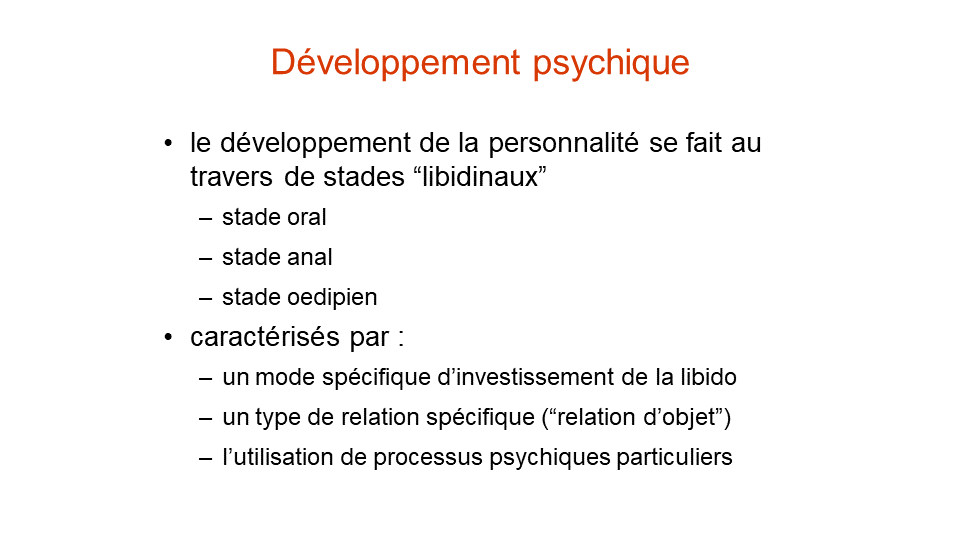 Développement psychique
• le développement de la personnalité se fait au
travers de stades “libidinaux”
– stade oral
– stade anal
– stade oedipien
• caractérisés par :
– un mode spécifique d’investissement de la libido
– un type de relation spécifique (“relation d’objet”)
– l’utilisation de processus psychiques particuliers